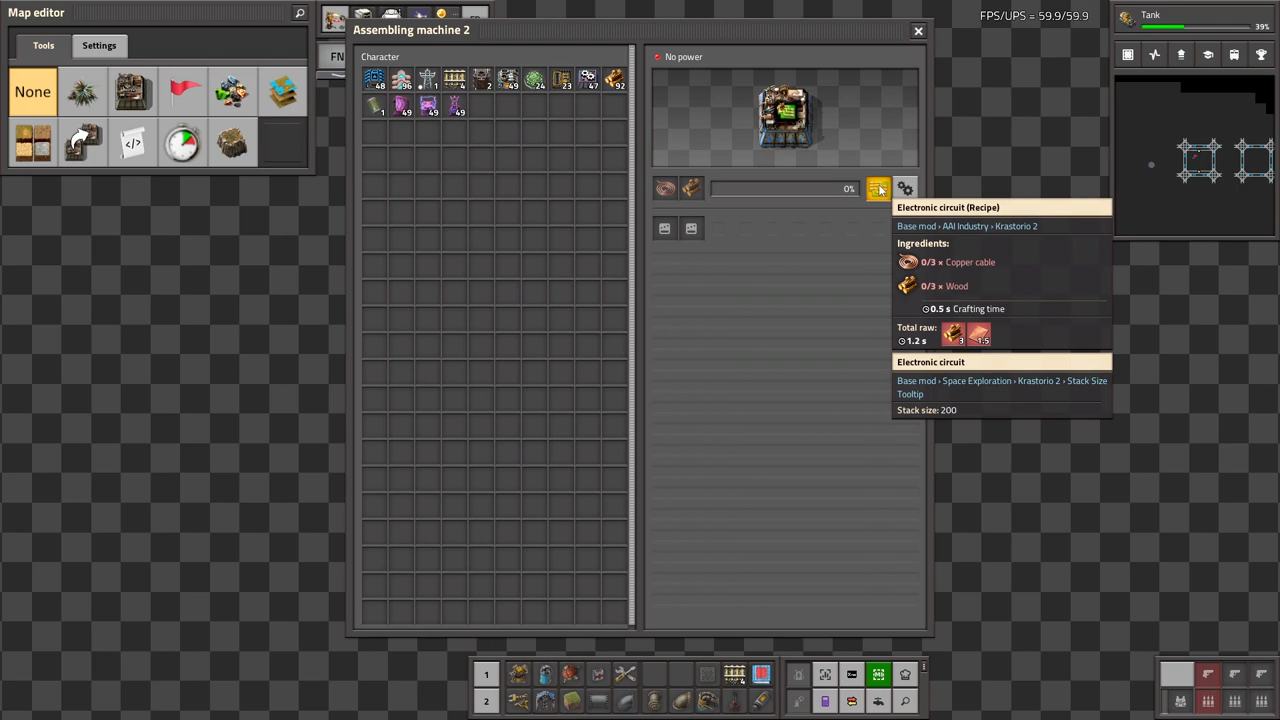 Map editor
Tools
Settings
None
FN
Assembling machine 2
Character
48
96
1
4
2
49
24
23
47
92
1
49
49
49
No power
0%
Electronic circuit (Recipe)
Base mod › AAI Industry › Krastorio 2
Ingredients:
0/3 × Copper cable
0/3 × Wood
0.5 s Crafting time
Total raw:
1.2 s
3
1.5
Electronic circuit
Base mod › Space Exploration › Krastorio 2 › Stack Size
Tooltip
Stack size: 200
FPS/UPS = 59.9/59.9
Tank
39%
1
4
2